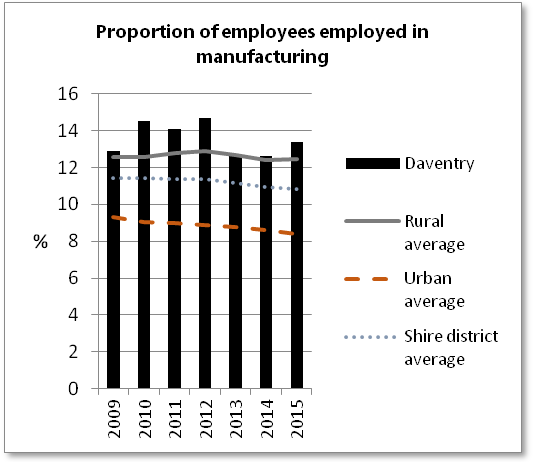 Proportion of employees employed in
manufacturing
16
14
12
10
8
6
4
2
0
%
2009
2010
2011
2012
2013
2014
2015
Daventry
Rural
average
Urban
average
Shire district
average